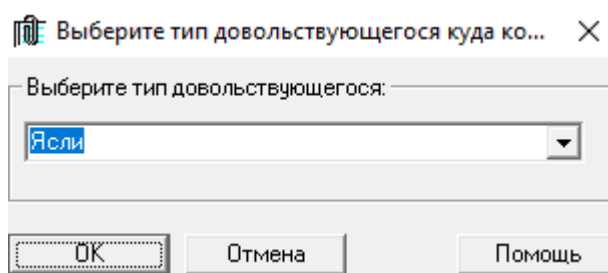 Выберите тип довольствующегося куда ко...
Выберите тип довольствующегося:
Ясли
OK Отмена Помощь